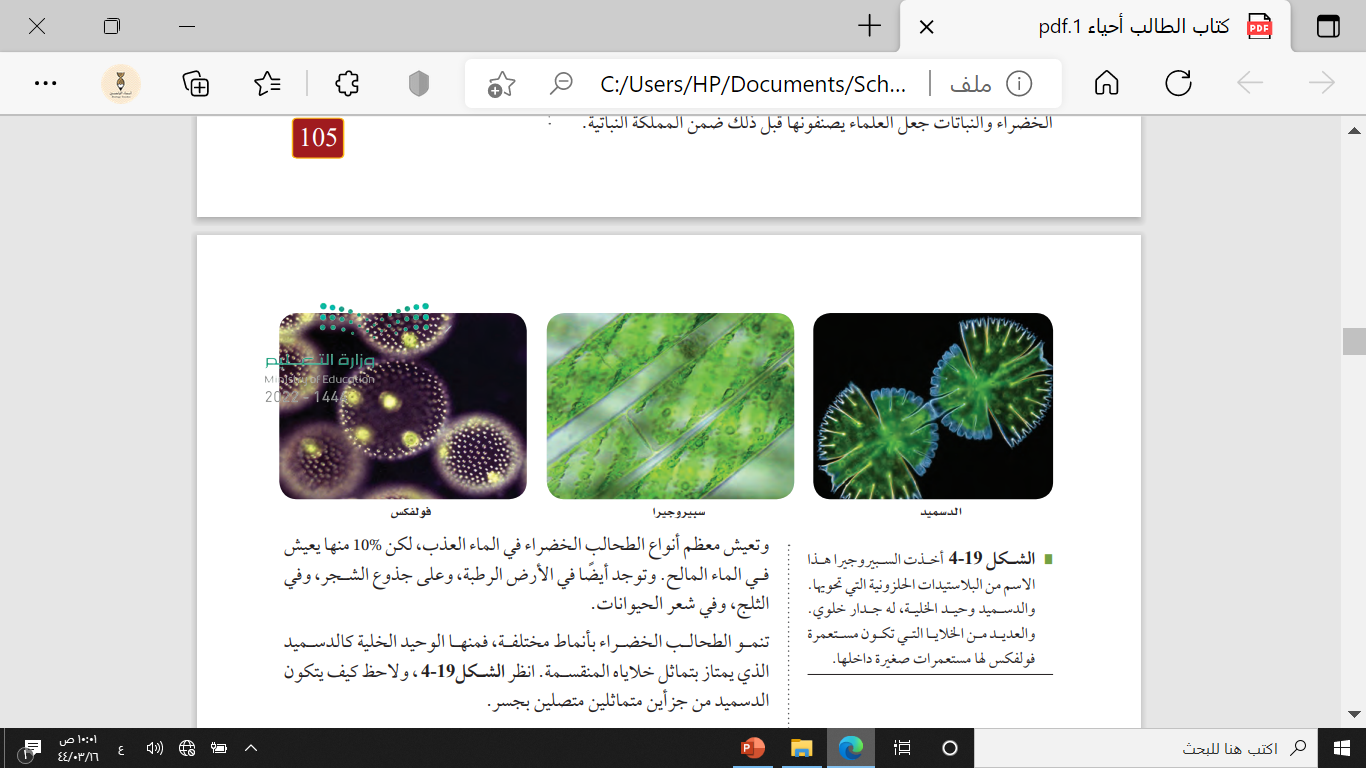 كتاب الطالب أحياء 1.pdf
ملف
C:/Users/HP/Documents/Sch...
الخضراء والنباتات جعل العلماء يصنفونها قبل ذلك ضمن المملكة النباتية.
105
وزارة التعليم
Ministry of Education
2022 - 1444
الدسميد
سبيروجيرا
فولفكس
الشكل 19-4 أخذت السبيروجيرا هذا
الاسم من البلاستيدات الحلزونية التي تحويها.
والدسميد وحيد الخلية، له جدار خلوي.
والعديد من الخلايا التي تكون مستعمرة
فولفكس لها مستعمرات صغيرة داخلها.
وتعيش معظم أنواع الطحالب الخضراء في الماء العذب، لكن 10% منها يعيش
في الماء المالح. وتوجد أيضًا في الأرض الرطبة، وعلى جذوع الشجر، وفي
الثلج، وفي شعر الحيوانات.
تنمو الطحالب الخضراء بأنماط مختلفة، فمنها الوحيد الخلية كالدسميد
الذي يمتاز بتماثل خلاياه المنقسمة. انظر الشكل 19-4، ولاحظ كيف يتكون
الدسميد من جزأين متماثلين متصلين بجسر.
اكتب هنا للبحث
ع
١٠:٠١ ص
٤٤/٠٣/١٦
١